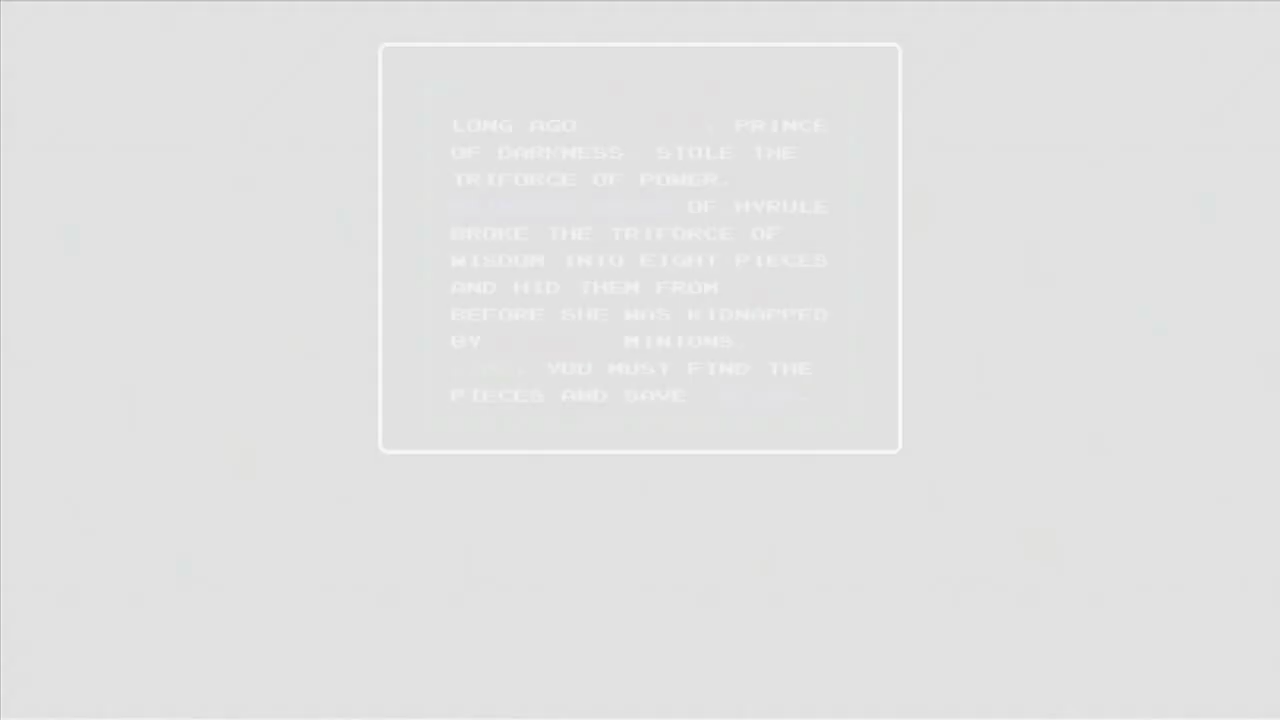 LONG AGO, PRINCE
OF DARKNESS, STOLE THE
TRIFORCE OF POWER.
OF HYRULE
BROKE THE TRIFORCE OF
WISDOM INTO EIGHT PIECES
AND HID THEM FROM
BEFORE SHE WAS KIDNAPPED
BY MINIONS.
YOU MUST FIND THE
PIECES AND SAVE